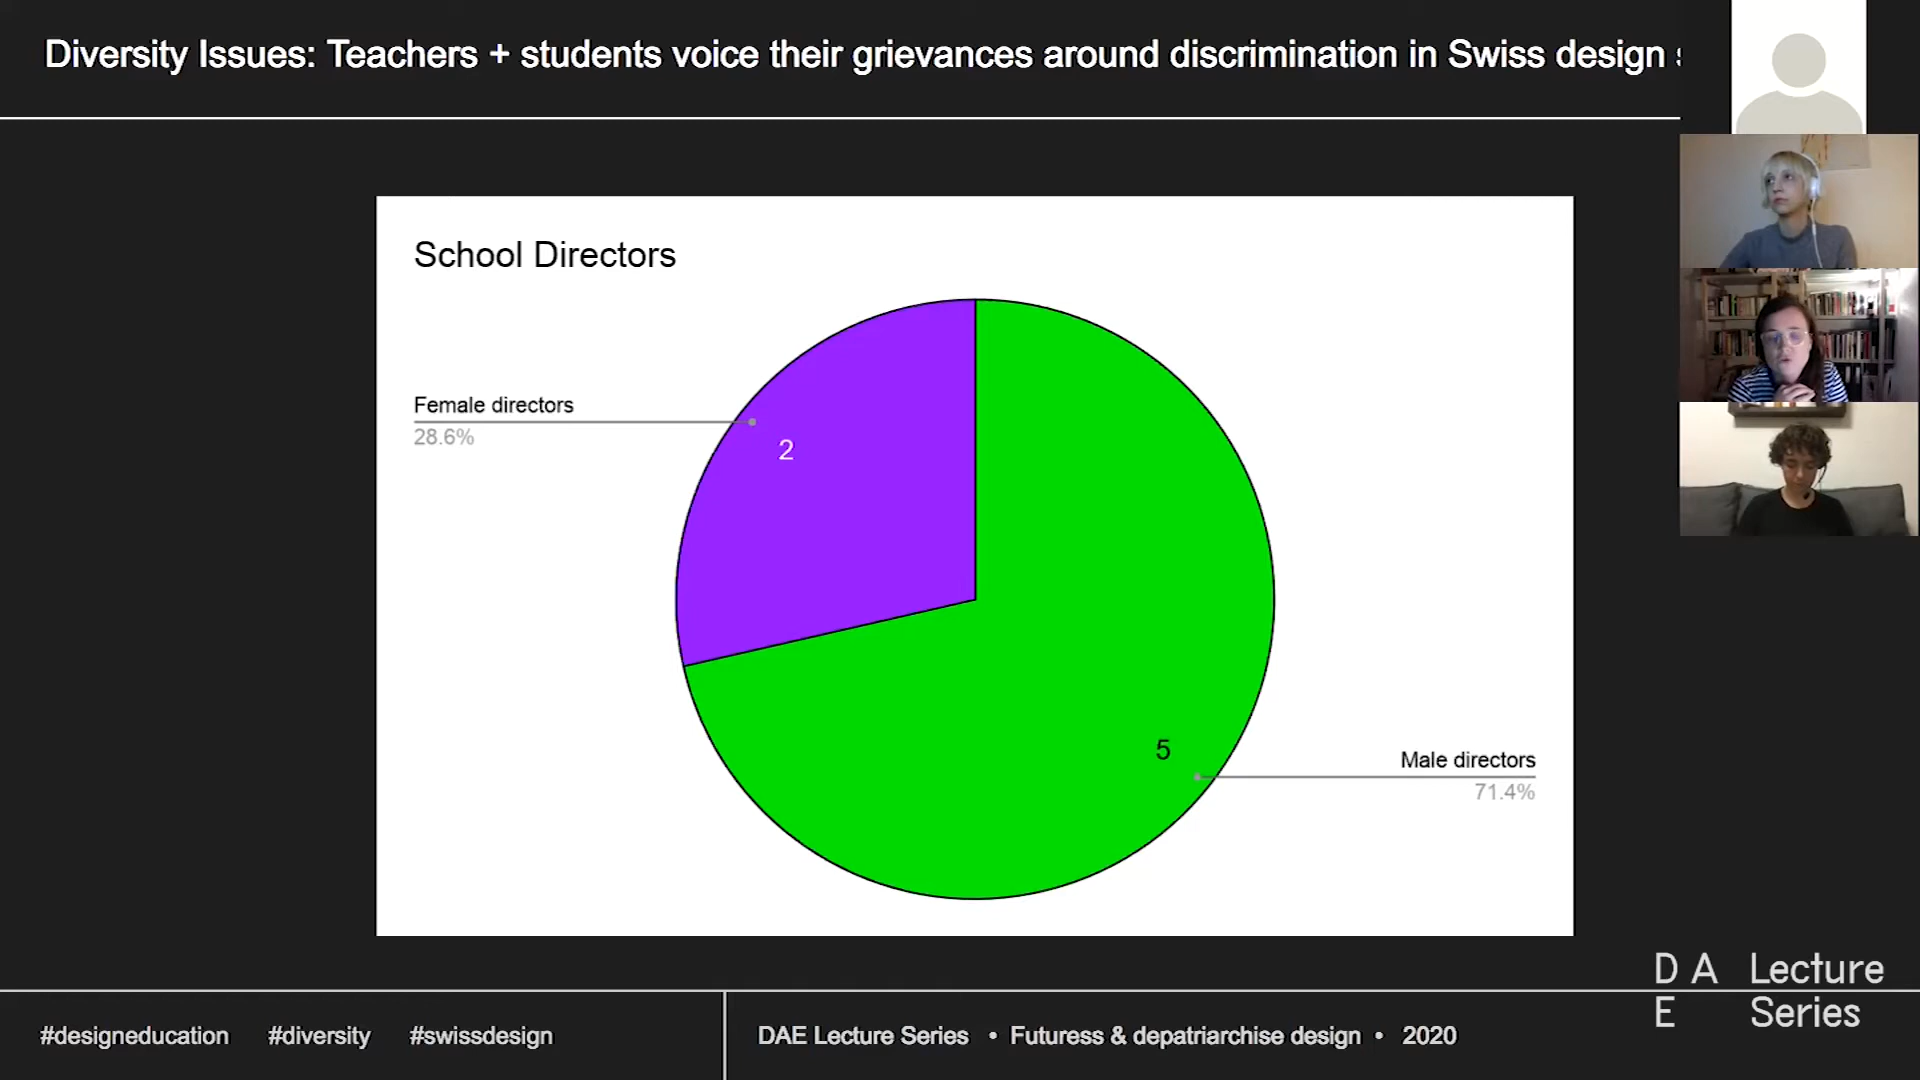 Diversity Issues: Teachers + students voice their grievances around discrimination in Swiss design
School Directors
Female directors
28.6%
2
5
Male directors
71.4%
D A Lecture
E Series
#designeducation #diversity #swissdesign
DAE Lecture Series • Futuress & depatriarchise design • 2020